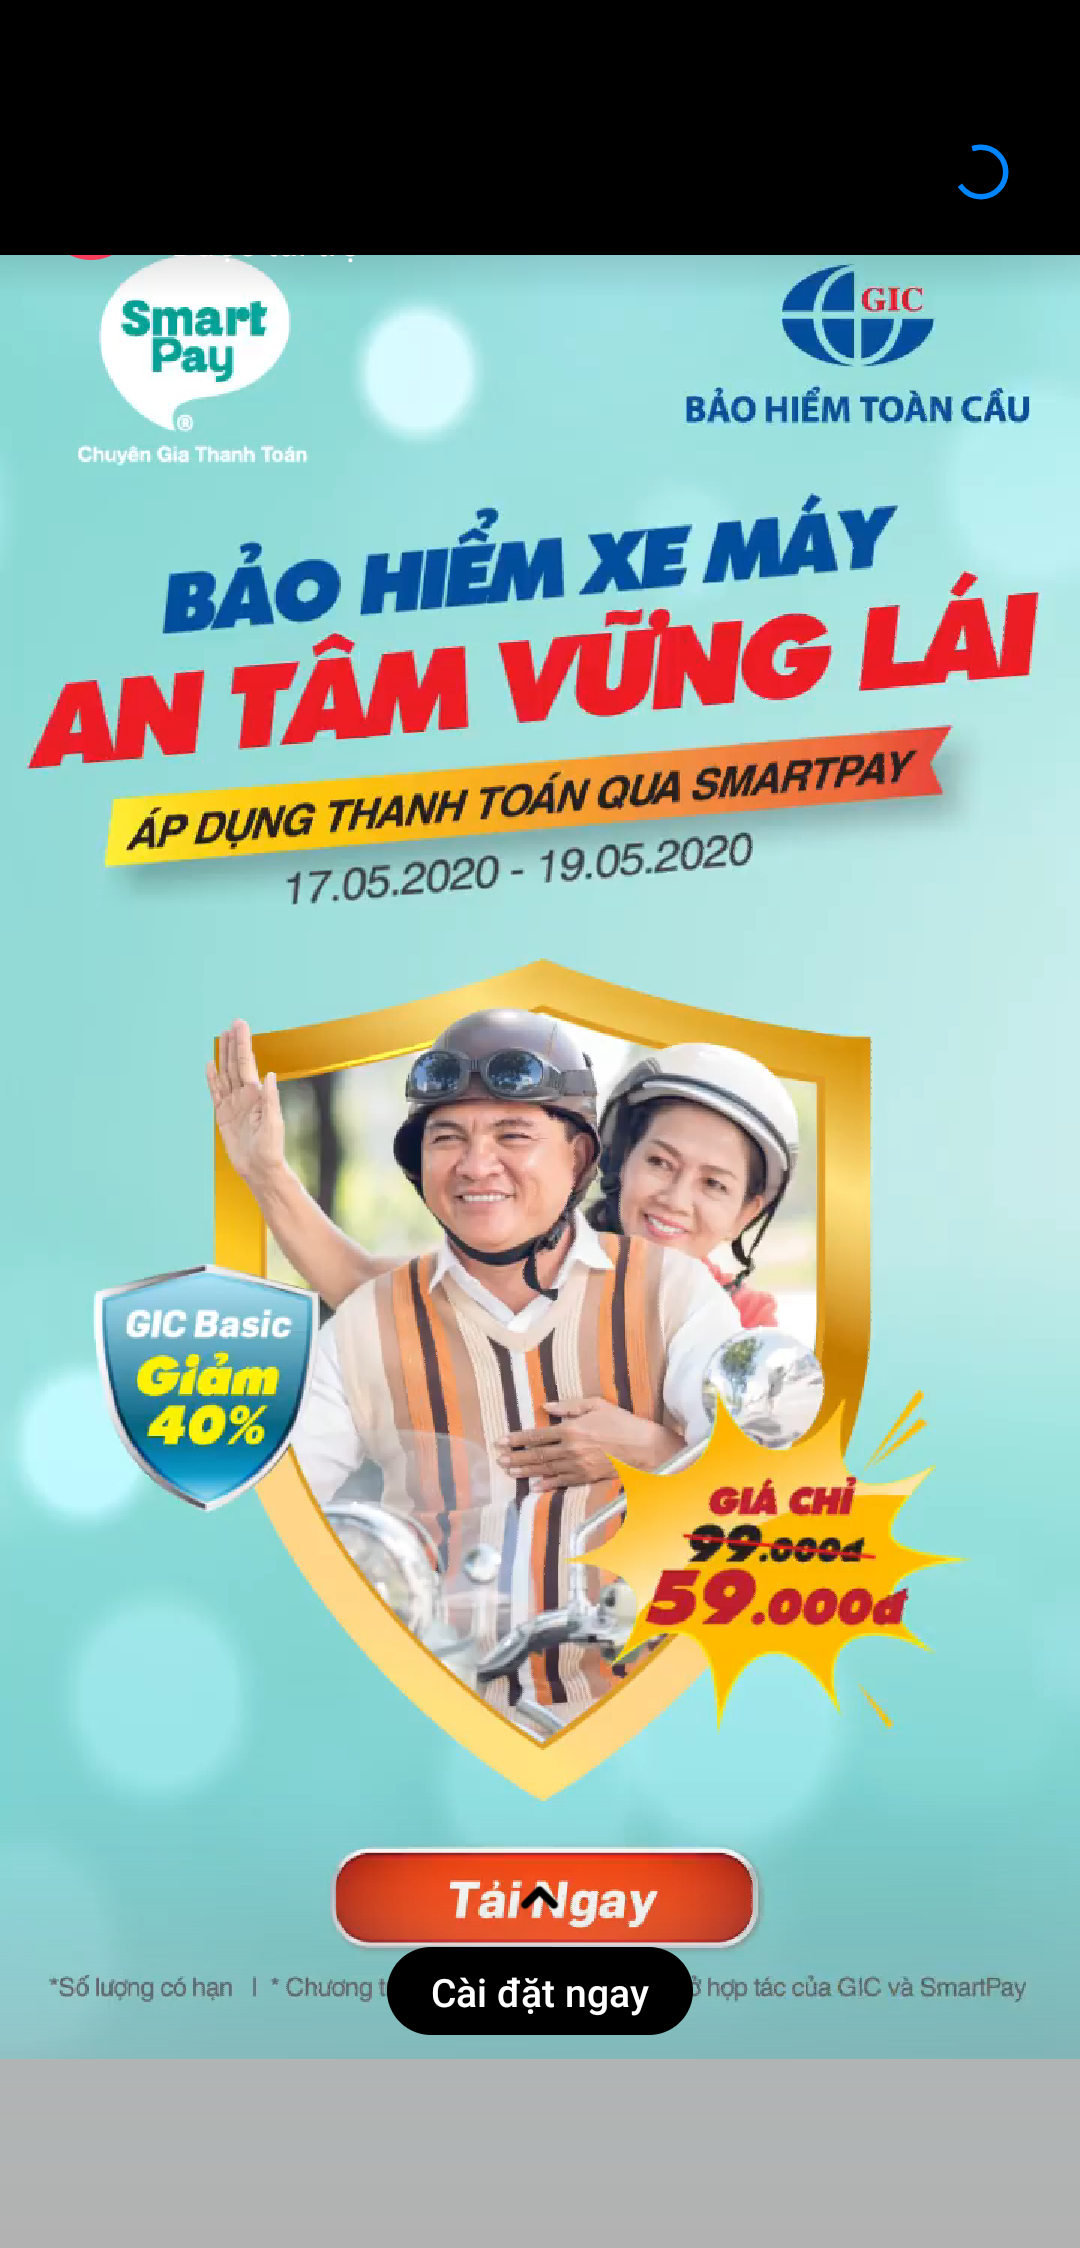 Smart
Pay
®
Chuyên Gia Thanh Toán
GIC
BẢO HIỂM TOÀN CẦU
BẢO HIỂM XE MÁY
AN TÂM VỮNG LÁI
ÁP DỤNG THANH TOÁN QUA SMARTPAY
17.05.2020 - 19.05.2020
GIC Basic
Giảm
40%
GIÁ CHỈ
99.000đ
59.000đ
Tải Ngay
*Số lượng có hạn | * Chương hợp tác của GIC và SmartPay
Cài đặt ngay